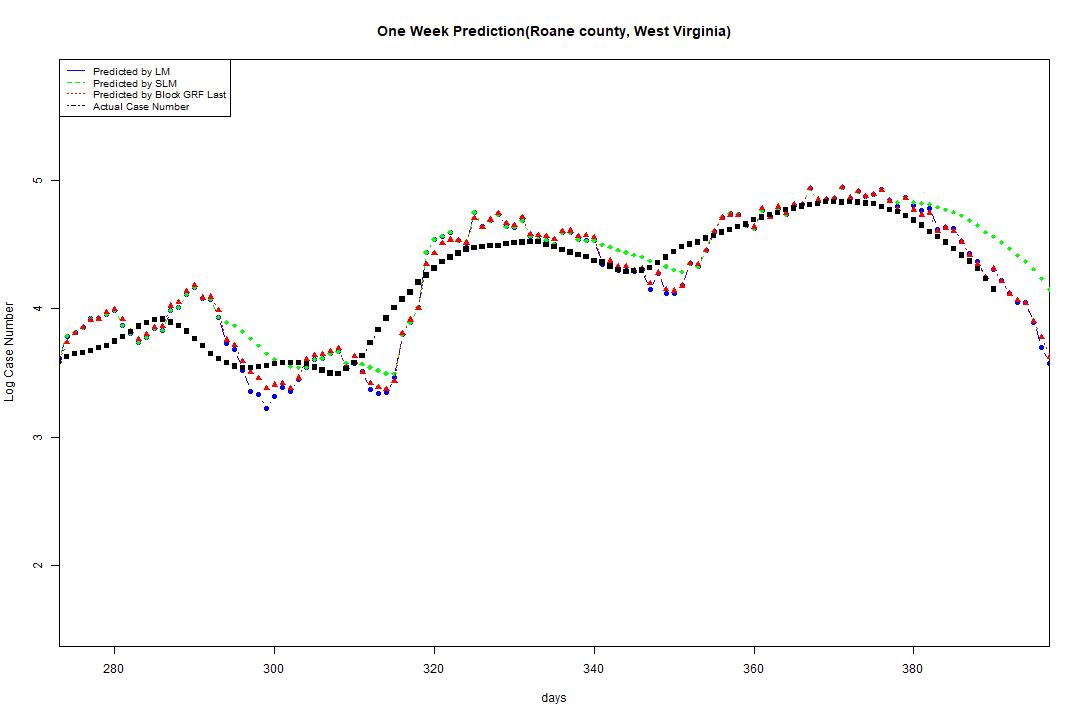 One Week Prediction(Roane county, West Virginia)
Predicted by LM
Predicted by SLM
Predicted by Block GRF Last
Actual Case Number
Log Case Number
5
4
3
2
280 300 320 340 360 380
days